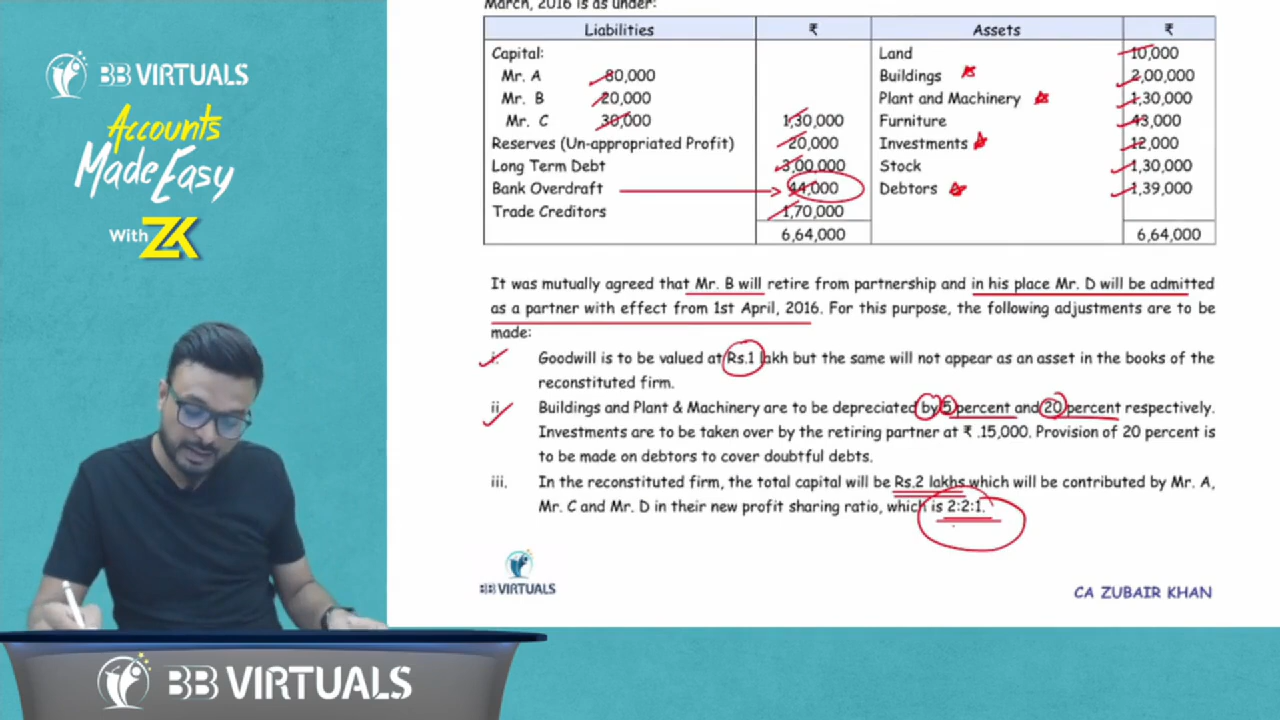 BB VIRTUALS
Accounts
Made Easy
With ZK
March, 2016 is as under:
Liabilities ₹ Assets ₹
Capital: Land 10,000
Mr. A 80,000 Buildings 2,00,000
Mr. B 20,000 Plant and Machinery 1,30,000
Mr. C 30,000 1,30,000 Furniture 43,000
Reserves (Un-appropriated Profit) 20,000 Investments 12,000
Long Term Debt 3,00,000 Stock 1,30,000
Bank Overdraft 44,000 Debtors 1,39,000
Trade Creditors 1,70,000
6,64,000 6,64,000
It was mutually agreed that Mr. B will retire from partnership and in his place Mr. D will be admitted
as a partner with effect from 1st April, 2016. For this purpose, the following adjustments are to be
made:
i. Goodwill is to be valued at Rs.1 lakh but the same will not appear as an asset in the books of the
reconstituted firm.
ii. Buildings and Plant & Machinery are to be depreciated by 5 percent and 20 percent respectively.
Investments are to be taken over by the retiring partner at ₹ .15,000. Provision of 20 percent is
to be made on debtors to cover doubtful debts.
iii. In the reconstituted firm, the total capital will be Rs.2 lakhs which will be contributed by Mr. A,
Mr. C and Mr. D in their new profit sharing ratio, which is 2:2:1.
BB VIRTUALS
CA ZUBAIR KHAN
BB VIRTUALS